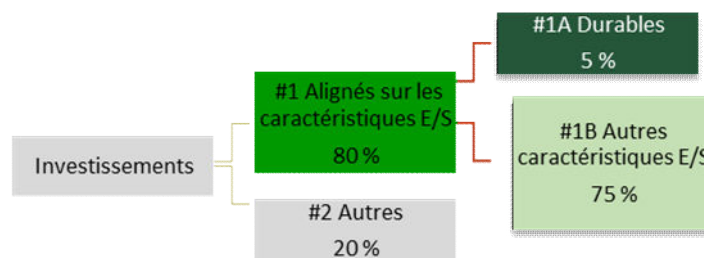 Investissements
#1 Alignés sur les
caractéristiques E/S
80 %
#2 Autres
20 %
#1A Durables
5 %
#1B Autres
caractéristiques E/S
75 %